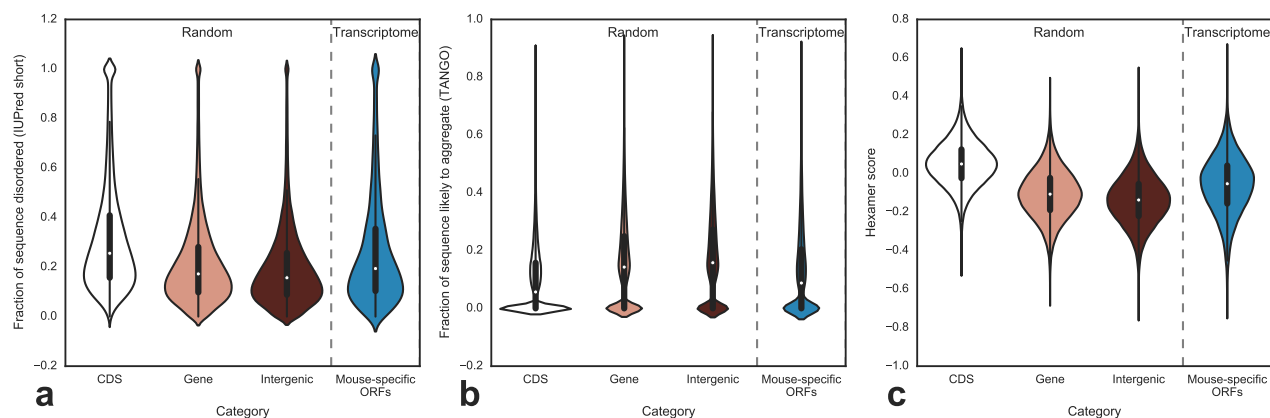 Fraction of sequence disordered (IUPred short)
1.2
1.0
0.8
0.6
0.4
0.2
0.0
−0.2
Random
Transcriptome
CDS
Gene
Intergenic
Mouse-specific
ORFs
Category
a
Fraction of sequence likely to aggregate (TANGO)
1.0
0.8
0.6
0.4
0.2
0.0
−0.2
Random
Transcriptome
CDS
Gene
Intergenic
Mouse-specific
ORFs
Category
b
Hexamer score
0.8
0.6
0.4
0.2
0.0
−0.2
−0.4
−0.6
−0.8
−1.0
Random
Transcriptome
CDS
Gene
Intergenic
Mouse-specific
ORFs
Category
c